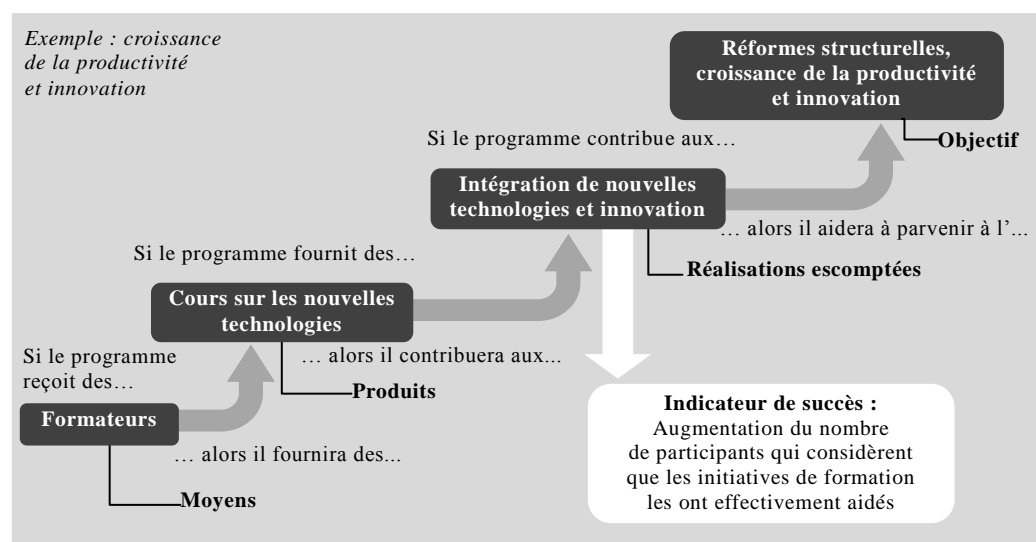 Exemple : croissance
de la productivité
et innovation
Réformes structurelles,
croissance de la productivité
et innovation
Objectif
Si le programme contribue aux…
Intégration de nouvelles
technologies et innovation
… alors il aidera à parvenir à l’...
Réalisations escomptées
Si le programme fournit des…
Cours sur les nouvelles
technologies
… alors il contribuera aux...
Produits
Si le programme
reçoit des…
Formateurs
… alors il fournira des...
Moyens
Indicateur de succès :
Augmentation du nombre
de participants qui considèrent
que les initiatives de formation
les ont effectivement aidés